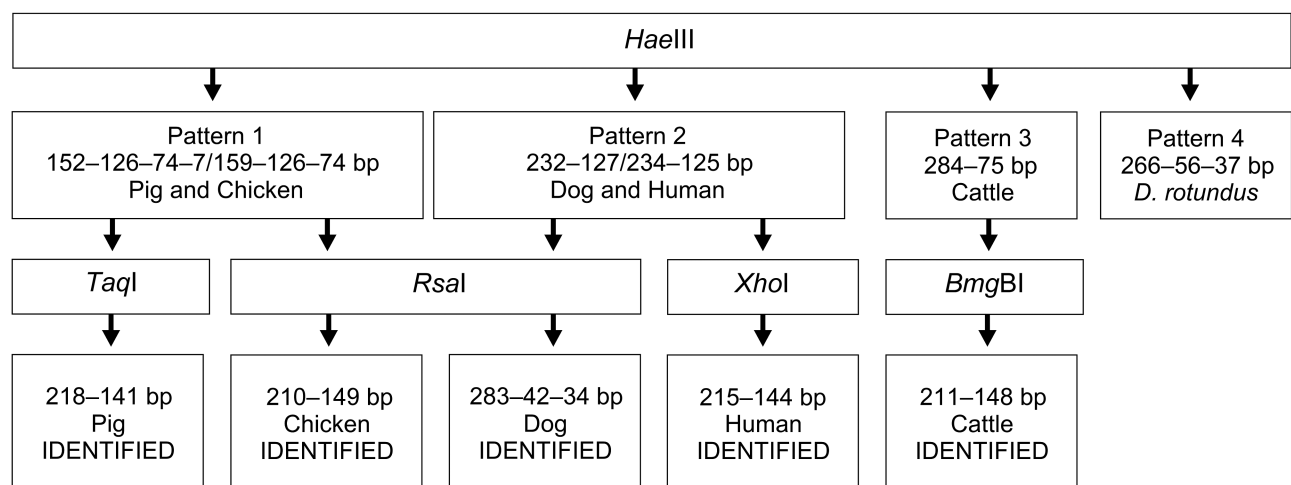 HaeIII
Pattern 1
152–126–74–7/159–126–74 bp
Pig and Chicken
Pattern 2
232–127/234–125 bp
Dog and Human
Pattern 3
284–75 bp
Cattle
Pattern 4
266–56–37 bp
D. rotundus
TaqI
RsaI
XhoI
BmgBI
218–141 bp
Pig
IDENTIFIED
210–149 bp
Chicken
IDENTIFIED
283–42–34 bp
Dog
IDENTIFIED
215–144 bp
Human
IDENTIFIED
211–148 bp
Cattle
IDENTIFIED